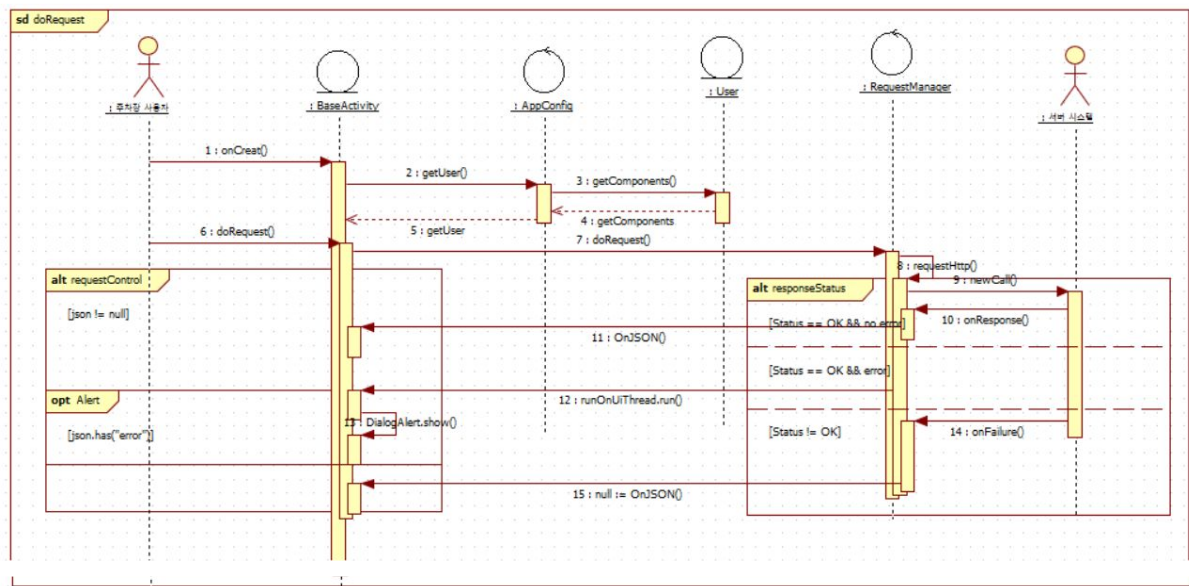 sd doRequest
: 주차장 사용자
: BaseActivity
: AppConfig
: User
: RequestManager
: 서버 시스템
1 : onCreat()
2 : getUser()
3 : getComponents()
4 : getComponents
5 : getUser
6 : doRequest()
7 : doRequest()
8 : requestHttp()
alt requestControl
alt responseStatus
9 : newCall()
[json != null]
[Status == OK && no error]
10 : onResponse()
11 : OnJSON()
[Status == OK && error]
opt Alert
12 : runOnUiThread.run()
13 : DialogAlert.show()
[json.has("error")]
[Status != OK]
14 : onFailure()
15 : null := OnJSON()